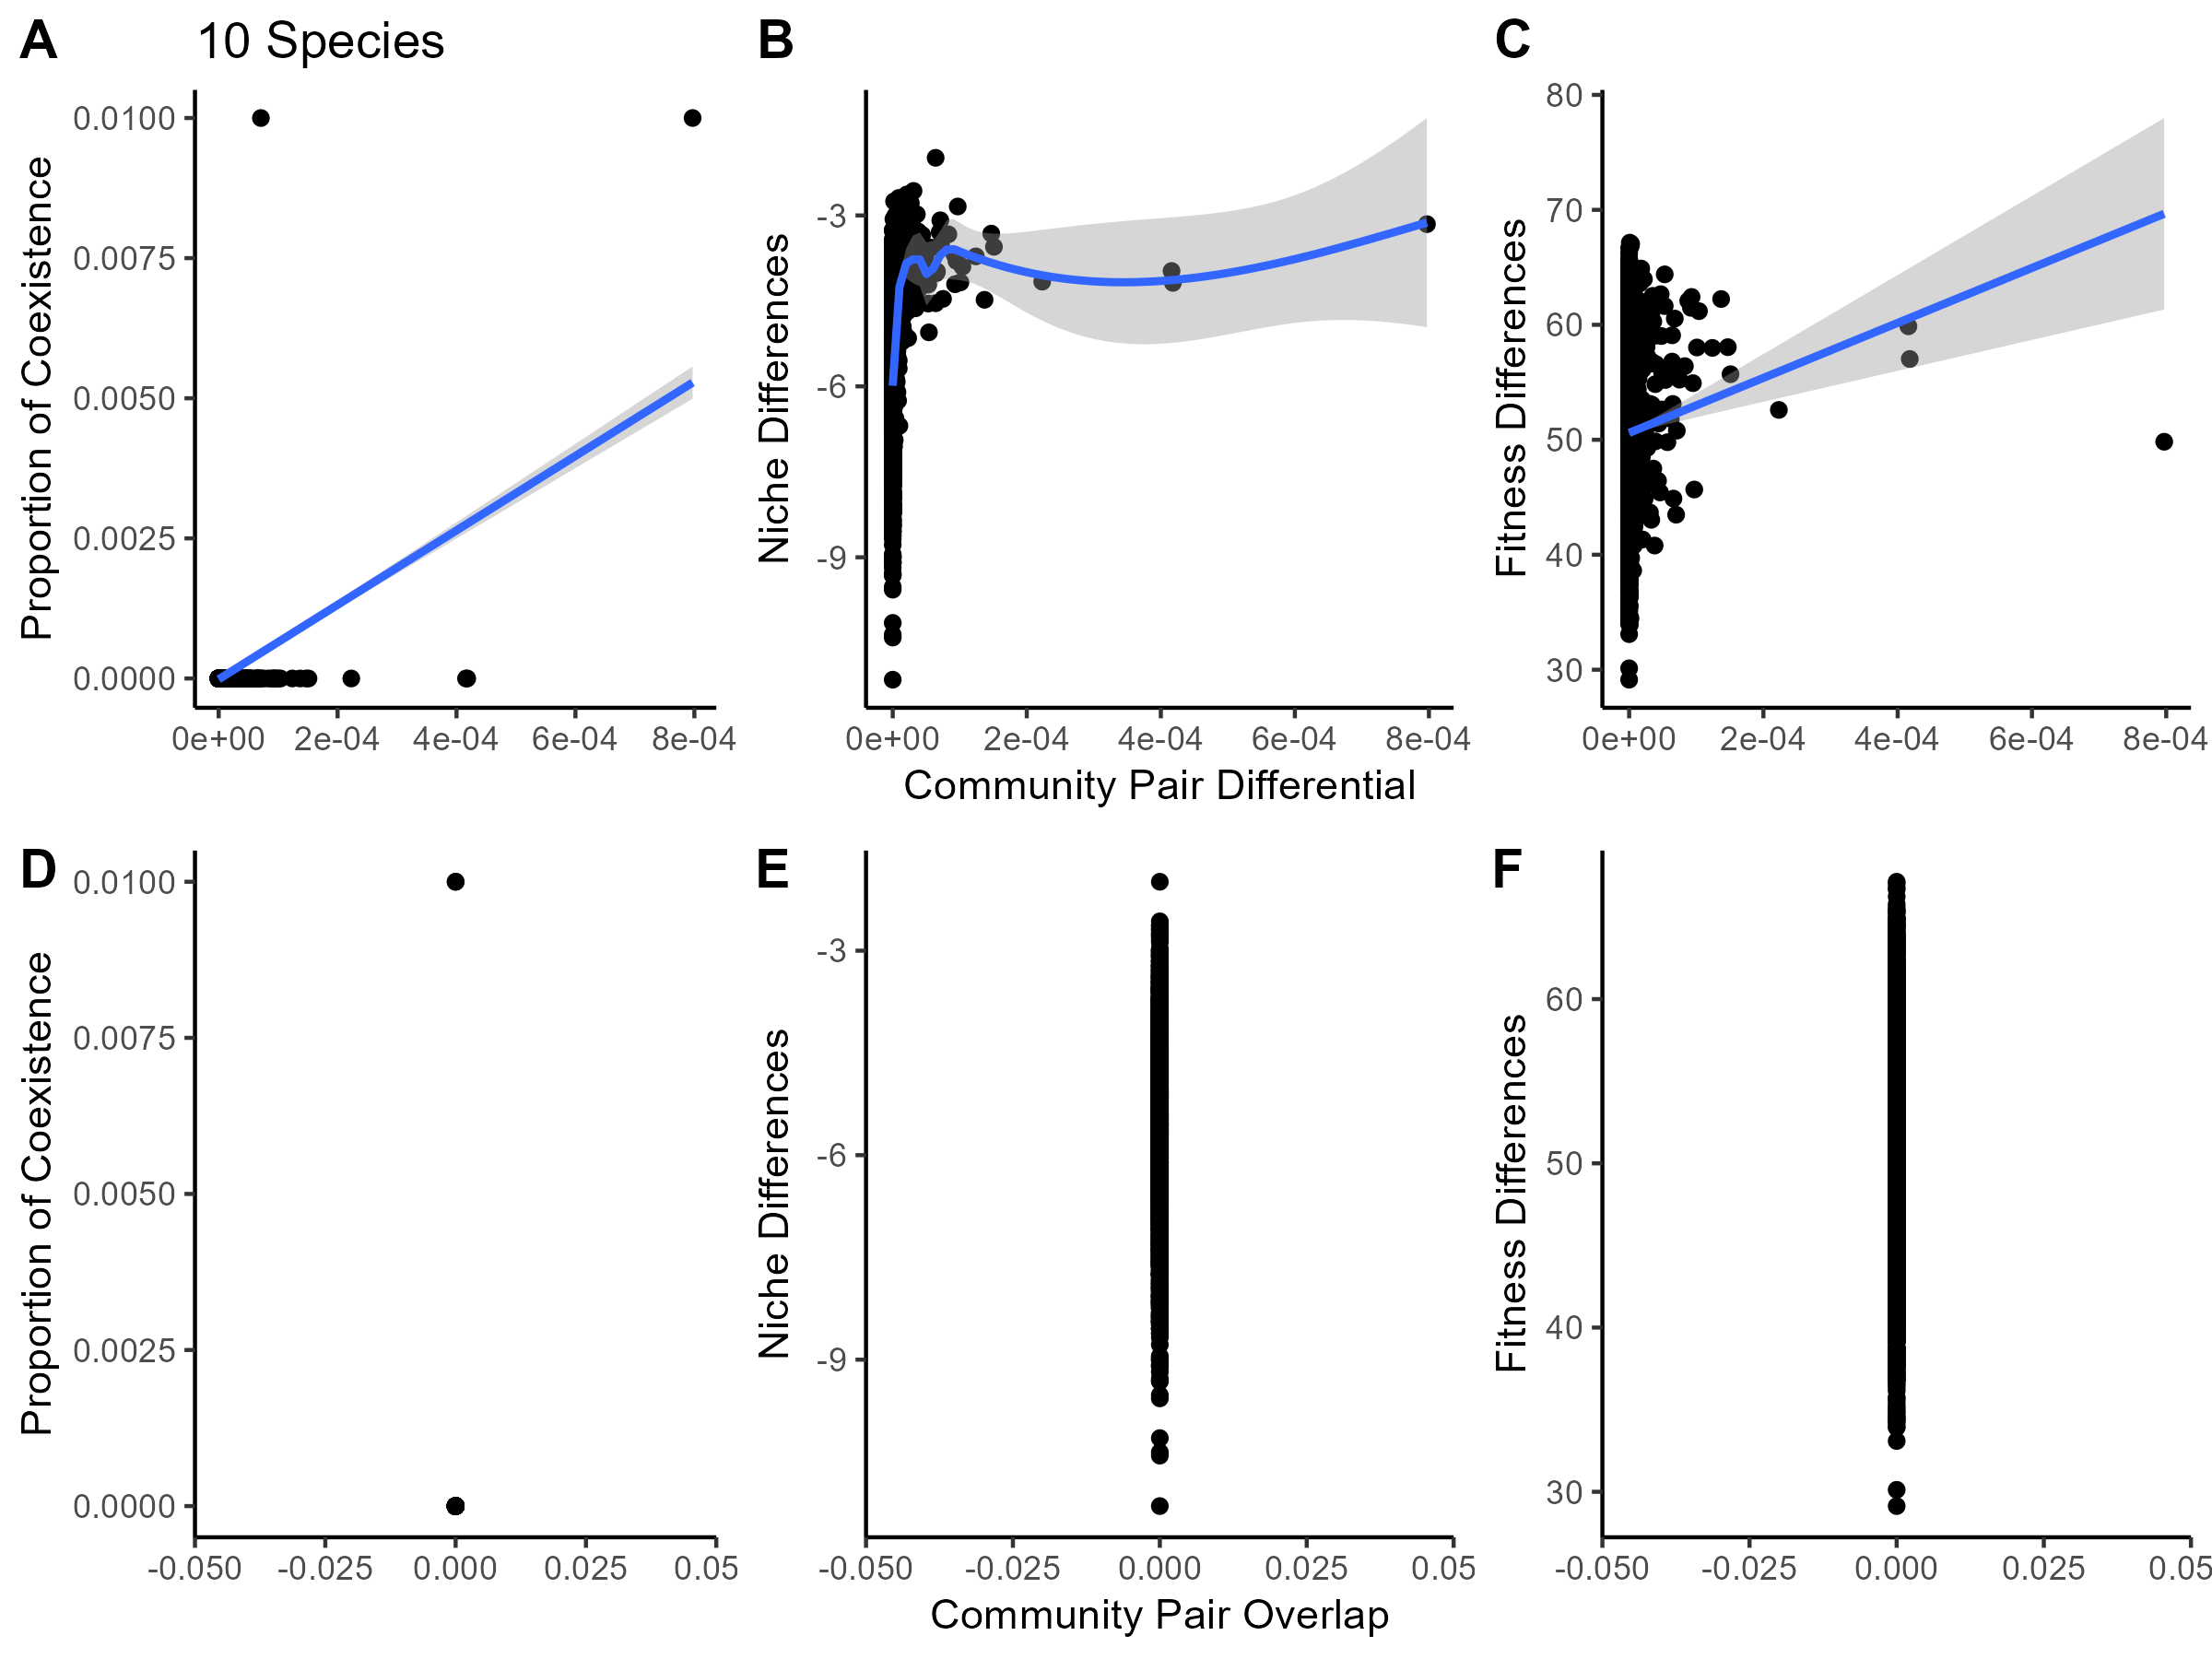 A
10 Species
Proportion of Coexistence
0.0100
0.0075
0.0050
0.0025
0.0000
0e+00 2e-04 4e-04 6e-04 8e-04
B
Niche Differences
-3
-6
-9
0e+00 2e-04 4e-04 6e-04 8e-04
Community Pair Differential
C
Fitness Differences
80
70
60
50
40
30
0e+00 2e-04 4e-04 6e-04 8e-04
D
Proportion of Coexistence
0.0100
0.0075
0.0050
0.0025
0.0000
-0.050 -0.025 0.000 0.025 0.05
E
Niche Differences
-3
-6
-9
-0.050 -0.025 0.000 0.025 0.05
Community Pair Overlap
F
Fitness Differences
60
50
40
30
-0.050 -0.025 0.000 0.025 0.05